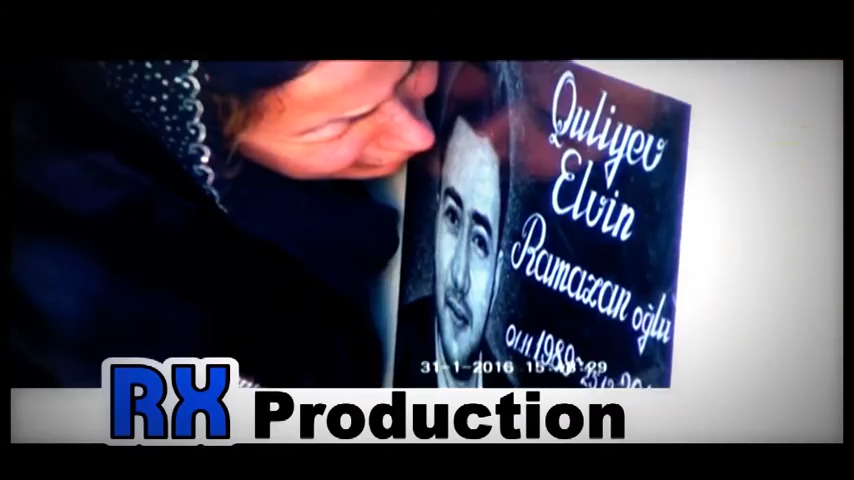 Quliyev
Elvin
Ramazan oğlu
01.11.1989-
31-1-2016
RX Production